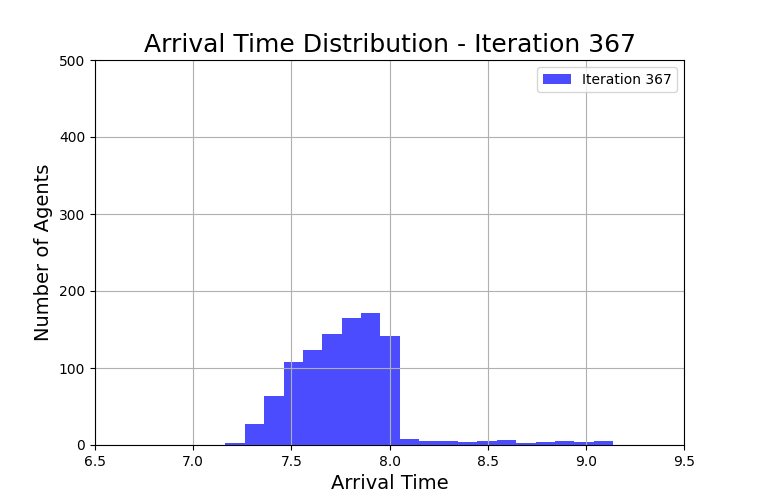 Arrival Time Distribution - Iteration 367
Iteration 367
Number of Agents
500
400
300
200
100
0
6.5 7.0 7.5 8.0 8.5 9.0 9.5
Arrival Time